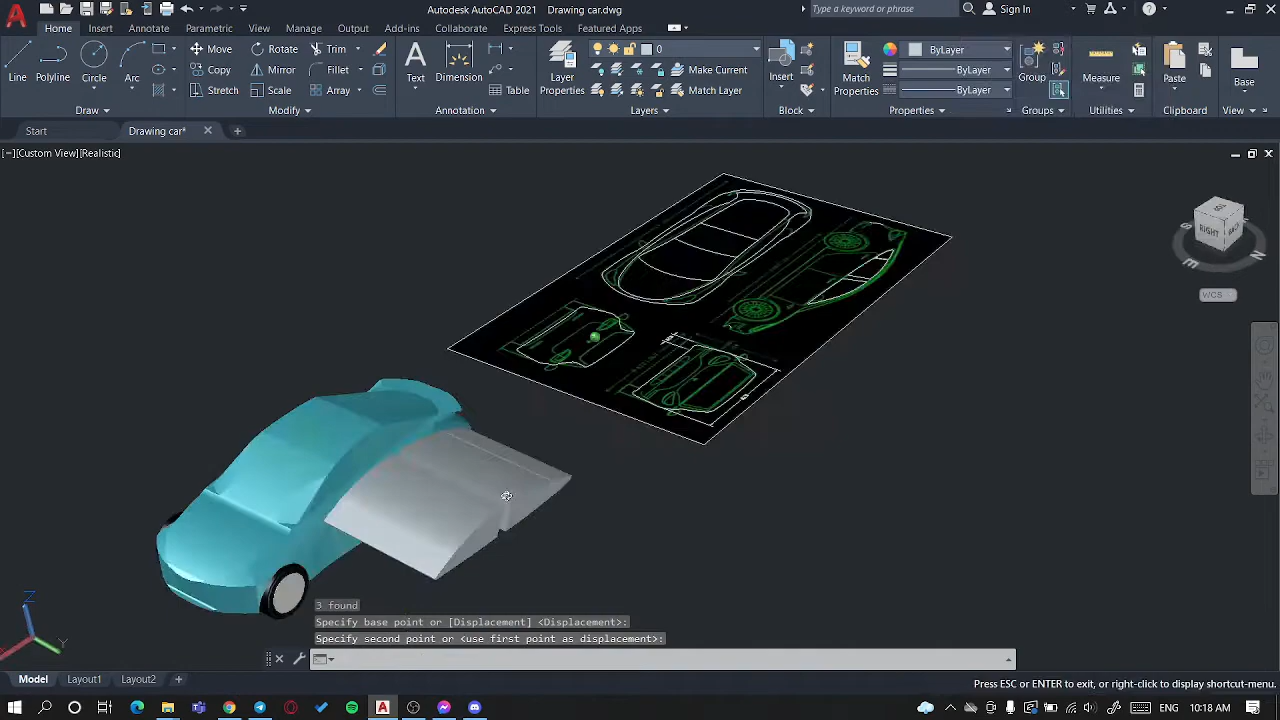 Autodesk AutoCAD 2021 Drawing car.dwg
Type a keyword or phrase
Sign In
Home Insert Annotate Parametric View Manage Output Add-ins Collaborate Express Tools Featured Apps
Line Polyline Circle Arc
Move Rotate Trim
Copy Mirror Fillet
Stretch Scale Array
Text Dimension Table
Layer Properties
0
Make Current
Match Layer
Insert
Match Properties
ByLayer
ByLayer
ByLayer
Group
Measure
Paste
Base
Draw Modify Annotation Layers Block Properties Groups Utilities Clipboard View
Start Drawing car*
[−][Custom View][Realistic]
RIGHT
S
E
N
WCS
Z
Y
3 found
Specify base point or [Displacement] <Displacement>:
Specify second point or <use first point as displacement>:
Model Layout1 Layout2
Press ESC or ENTER to exit, or right-click to display shortcut-menu.
ENG 10:18 AM